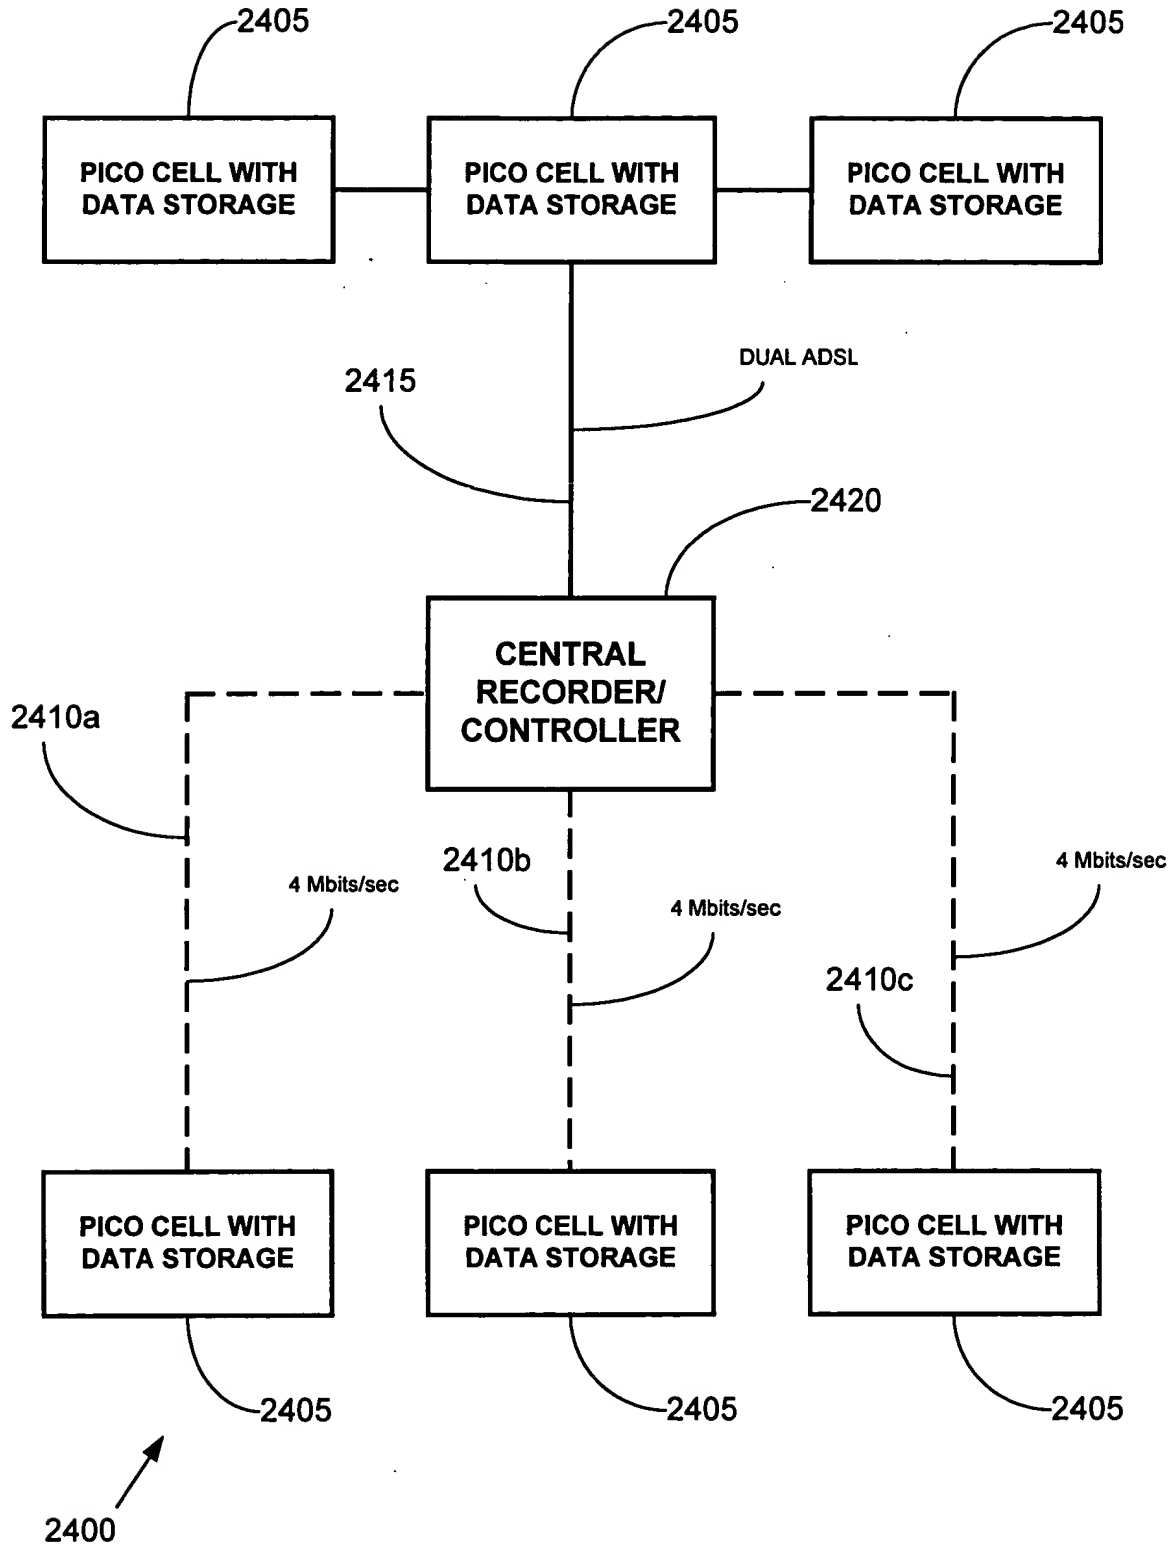 2405
2405
2405
PICO CELL WITH
DATA STORAGE
PICO CELL WITH
DATA STORAGE
PICO CELL WITH
DATA STORAGE
DUAL ADSL
2415
2420
CENTRAL
RECORDER/
CONTROLLER
2410a
2410b
4 Mbits/sec
4 Mbits/sec
4 Mbits/sec
2410c
PICO CELL WITH
DATA STORAGE
PICO CELL WITH
DATA STORAGE
PICO CELL WITH
DATA STORAGE
2405
2405
2405
2400